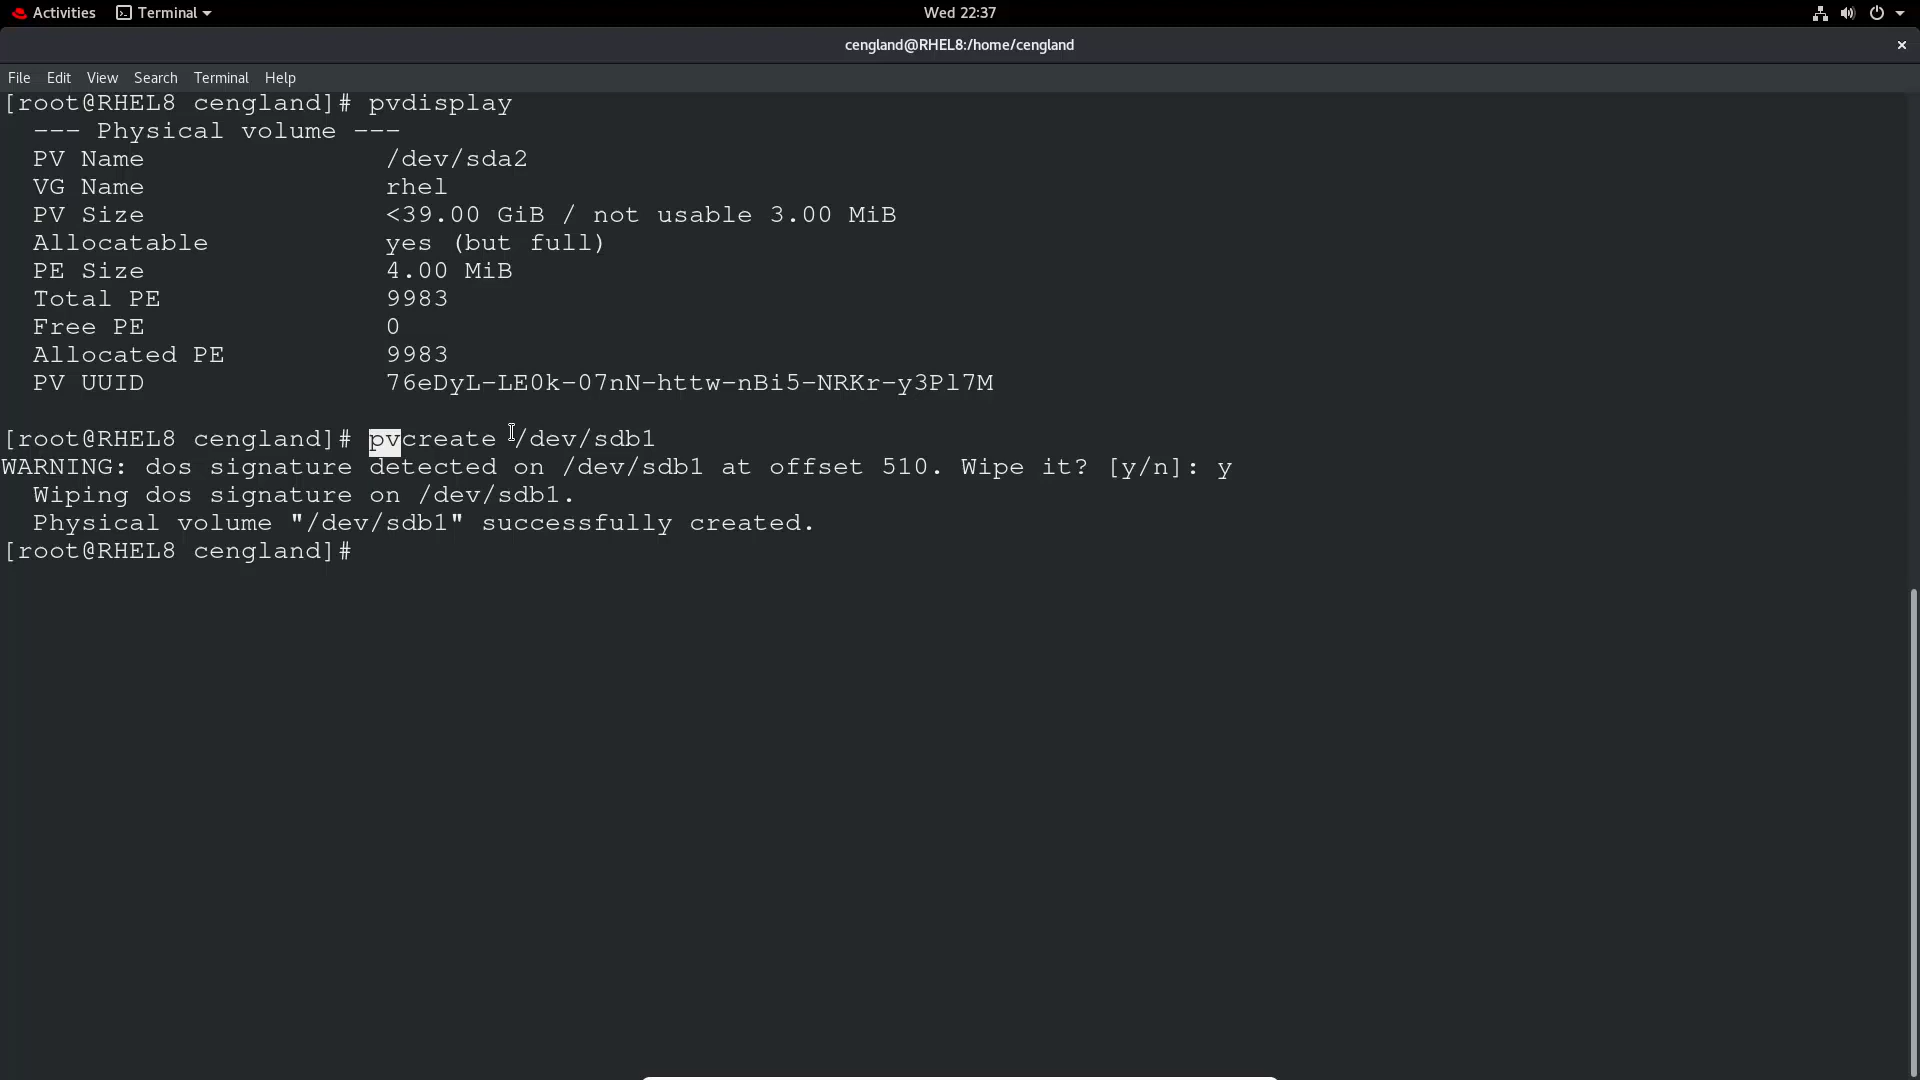 Activities Terminal Wed 22:37
cengland@RHEL8:/home/cengland
File Edit View Search Terminal Help
[root@RHEL8 cengland]# pvdisplay
--- Physical volume ---
PV Name /dev/sda2
VG Name rhel
PV Size <39.00 GiB / not usable 3.00 MiB
Allocatable yes (but full)
PE Size 4.00 MiB
Total PE 9983
Free PE 0
Allocated PE 9983
PV UUID 76eDyL-LE0k-07nN-httw-nBi5-NRKr-y3Pl7M
[root@RHEL8 cengland]# pvcreate /dev/sdb1
WARNING: dos signature detected on /dev/sdb1 at offset 510. Wipe it? [y/n]: y
Wiping dos signature on /dev/sdb1.
Physical volume "/dev/sdb1" successfully created.
[root@RHEL8 cengland]#